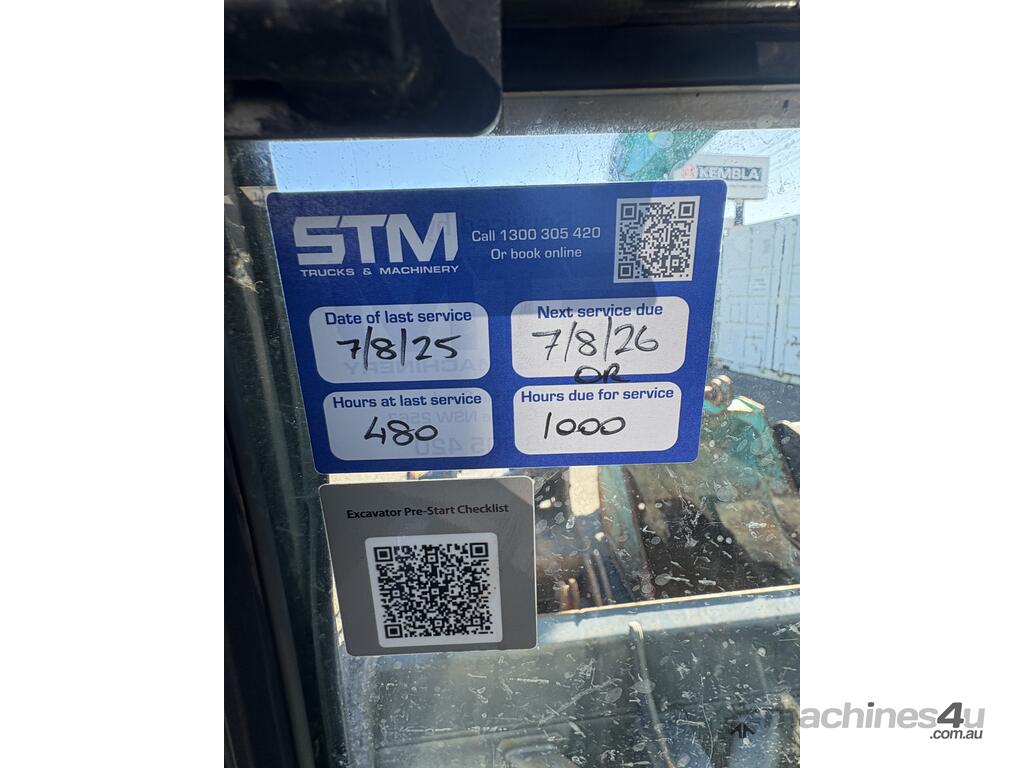 KEMBLA
STM
TRUCKS & MACHINERY
Call 1300 305 420
Or book online
Date of last service
7/8/25
Next service due
7/8/26
OR
Hours at last service
480
Hours due for service
1000
Excavator Pre-Start Checklist
machines4u
.com.au